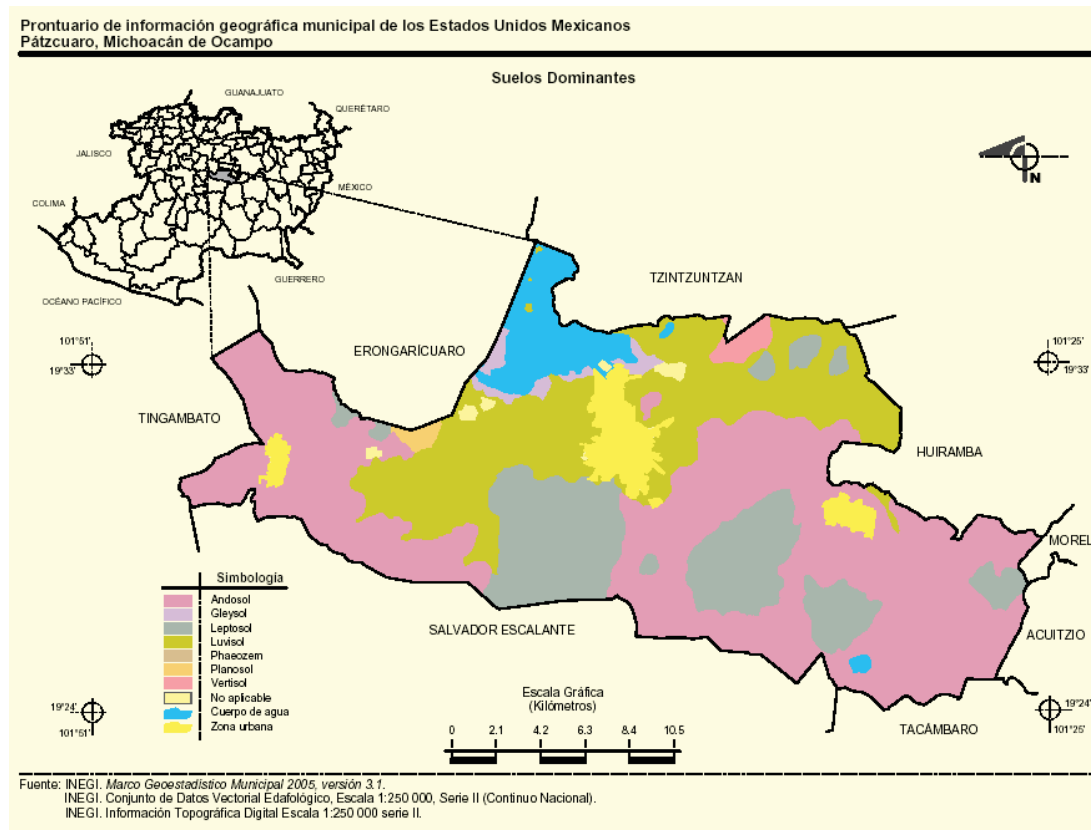 Prontuario de información geográfica municipal de los Estados Unidos Mexicanos
Pátzcuaro, Michoacán de Ocampo
Suelos Dominantes
GUANAJUATO
QUERÉTARO
JALISCO
MÉXICO
COLIMA
GUERRERO
OCÉANO PACÍFICO
N
TZINTZUNTZAN
101°51'
19°33'
ERONGARÍCUARO
101°25'
19°33'
TINGAMBATO
HUIRAMBA
MOREL
ACUITZIO
SALVADOR ESCALANTE
TACÁMBARO
Simbología
Andosol
Gleysol
Leptosol
Luvisol
Phaeozem
Planosol
Vertisol
No aplicable
Cuerpo de agua
Zona urbana
Escala Gráfica
(Kilómetros)
0 2.1 4.2 6.3 8.4 10.5
19°24'
101°51'
19°24'
101°25'
Fuente: INEGI. Marco Geoestadístico Municipal 2005, versión 3.1.
INEGI. Conjunto de Datos Vectorial Edafológico, Escala 1:250 000, Serie II (Continuo Nacional).
INEGI. Información Topográfica Digital Escala 1:250 000 serie II.